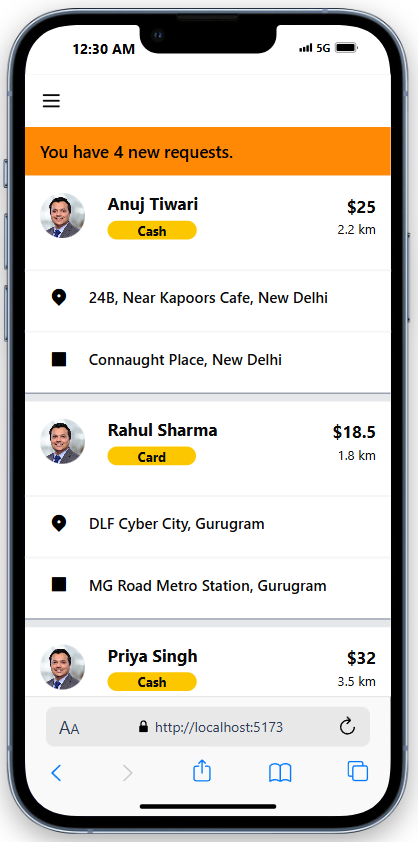 12:30 AM 5G
You have 4 new requests.
Anuj Tiwari $25
Cash 2.2 km
24B, Near Kapoors Cafe, New Delhi
Connaught Place, New Delhi
Rahul Sharma $18.5
Card 1.8 km
DLF Cyber City, Gurugram
MG Road Metro Station, Gurugram
Priya Singh $32
Cash 3.5 km
AA http://localhost:5173